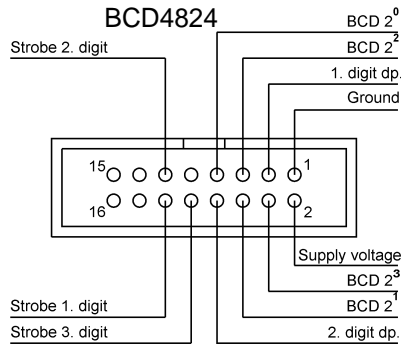 BCD4824
BCD 2⁰
Strobe 2. digit
BCD 2²
1. digit dp.
Ground
15
1
16
2
Supply voltage
BCD 2³
Strobe 1. digit
BCD 2¹
Strobe 3. digit
2. digit dp.